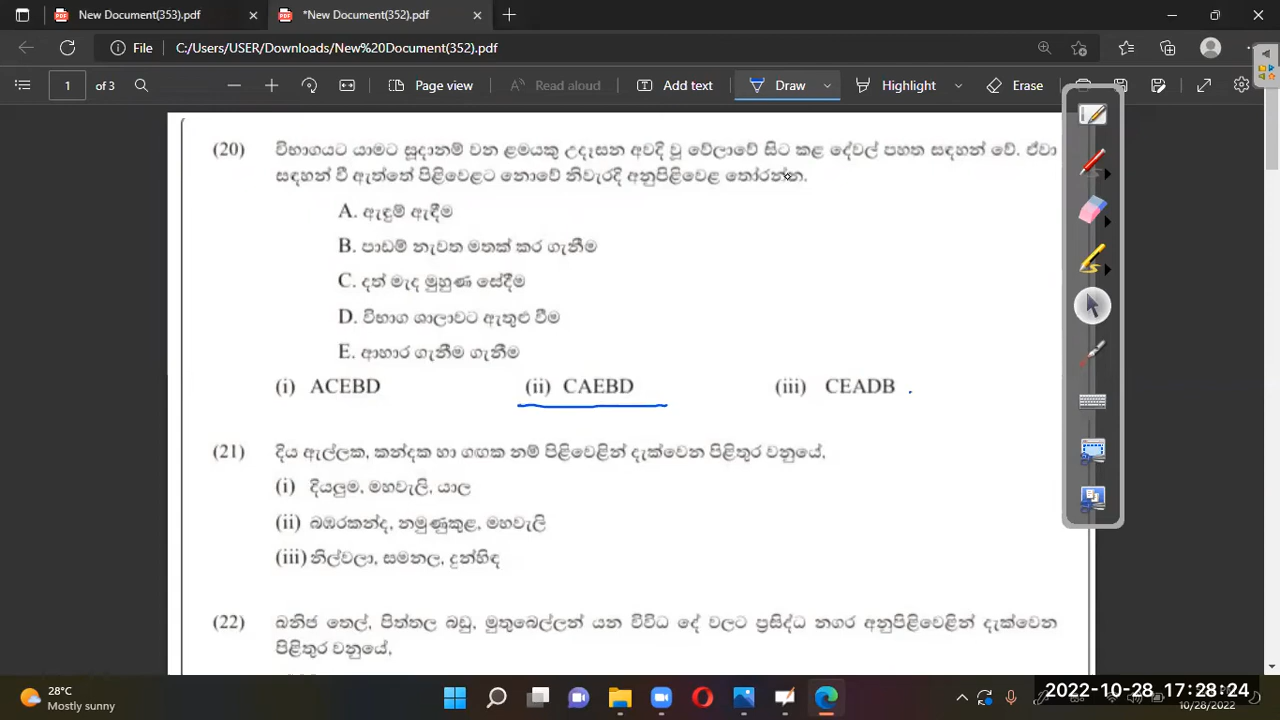 New Document(353).pdf
*New Document(352).pdf
File
C:/Users/USER/Downloads/New%20Document(352).pdf
1
of 3
Page view
Read aloud
Add text
Draw
Highlight
Erase
(20) විභාගයට යාමට සූදානම් වන ළමයකු උදෑසන අවදි වූ වේලාවේ සිට කළ දේවල් පහත සඳහන් වේ. ඒවා
සඳහන් වී ඇත්තේ පිළිවෙළට නොවේ නිවැරදි අනුපිළිවෙළ තෝරන්න.
A. ඇඳුම් ඇඳීම
B. පාඩම් නැවත මතක් කර ගැනීම
C. දත් මැද මුහුණ සේදීම
D. විභාග ශාලාවට ඇතුළු වීම
E. ආහාර ගැනීම ගැනීම
(i) ACEBD (ii) CAEBD (iii) CEADB .
(21) දිය ඇල්ලක, කන්දක හා ගඟක නම් පිළිවෙළින් දැක්වෙන පිළිතුර වනුයේ,
(i) දියලුම, මහවැලි, යාල
(ii) බඹරකන්ද, නමුණුකුළ, මහවැලි
(iii) නිල්වලා, සමනල, දුන්හිඳ
(22) ඛනිජ තෙල්, පිත්තල බඩු, මුතුබෙල්ලන් යන විවිධ දේ වලට ප්‍රසිද්ධ නගර අනුපිළිවෙළින් දැක්වෙන
පිළිතුර වනුයේ,
28°C
Mostly sunny
2022-10-28 17:28:24
10/28/2022